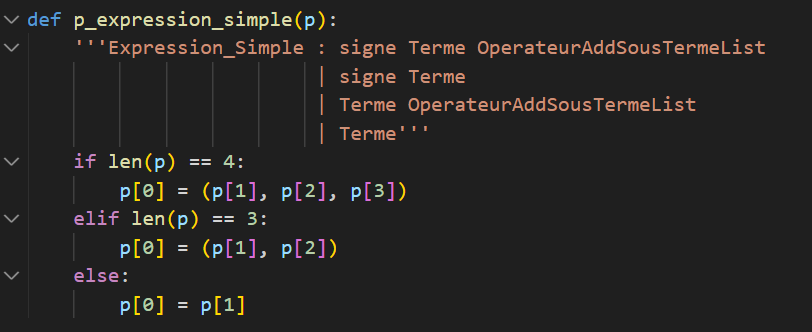 def p_expression_simple(p):
    '''Expression_Simple : signe Terme OperateurAddSousTermeList
                         | signe Terme
                         | Terme OperateurAddSousTermeList
                         | Terme'''
    if len(p) == 4:
        p[0] = (p[1], p[2], p[3])
    elif len(p) == 3:
        p[0] = (p[1], p[2])
    else:
        p[0] = p[1]